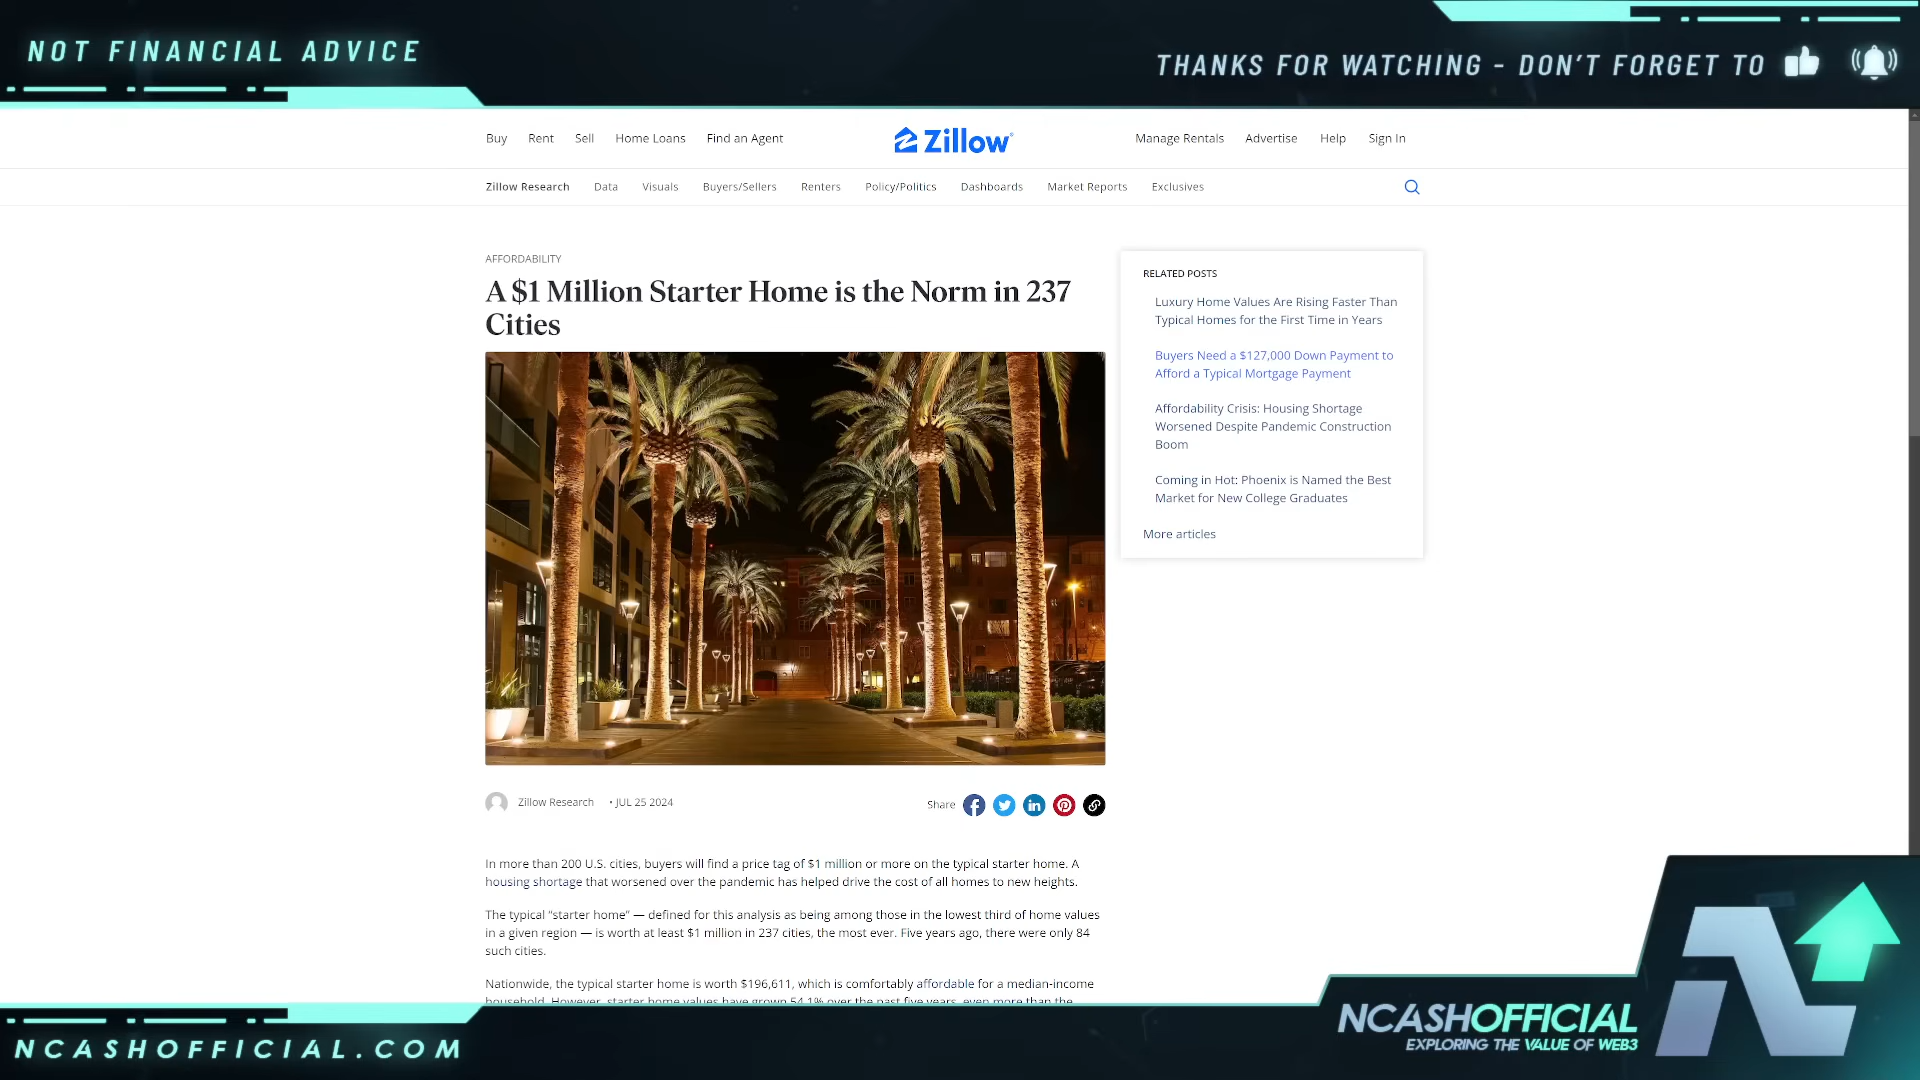 NOT FINANCIAL ADVICE
THANKS FOR WATCHING - DON'T FORGET TO
Buy Rent Sell Home Loans Find an Agent Zillow Manage Rentals Advertise Help Sign In
Zillow Research Data Visuals Buyers/Sellers Renters Policy/Politics Dashboards Market Reports Exclusives
AFFORDABILITY
A $1 Million Starter Home is the Norm in 237
Cities
RELATED POSTS
Luxury Home Values Are Rising Faster Than
Typical Homes for the First Time in Years
Buyers Need a $127,000 Down Payment to
Afford a Typical Mortgage Payment
Affordability Crisis: Housing Shortage
Worsened Despite Pandemic Construction
Boom
Coming in Hot: Phoenix is Named the Best
Market for New College Graduates
More articles
Zillow Research • JUL 25 2024
Share
In more than 200 U.S. cities, buyers will find a price tag of $1 million or more on the typical starter home. A
housing shortage that worsened over the pandemic has helped drive the cost of all homes to new heights.
The typical “starter home” — defined for this analysis as being among those in the lowest third of home values
in a given region — is worth at least $1 million in 237 cities, the most ever. Five years ago, there were only 84
such cities.
Nationwide, the typical starter home is worth $196,611, which is comfortably affordable for a median-income
household. However, starter home values have grown 54.1% over the past five years, even more than the
NCASHOFFICIAL.COM
NCASHOFFICIAL
EXPLORING THE VALUE OF WEB3